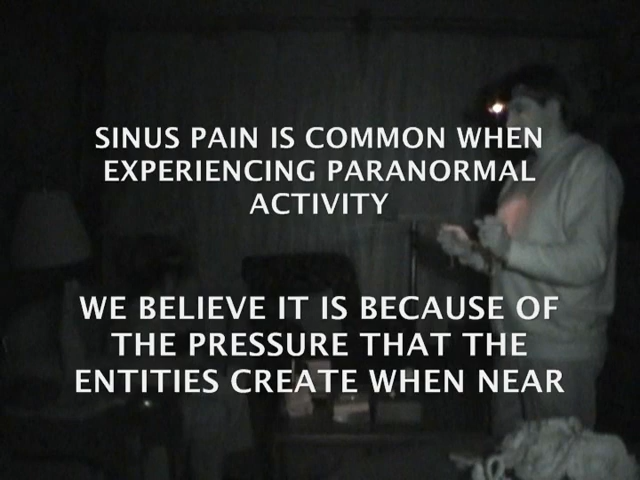 SINUS PAIN IS COMMON WHEN
EXPERIENCING PARANORMAL
ACTIVITY
WE BELIEVE IT IS BECAUSE OF
THE PRESSURE THAT THE
ENTITIES CREATE WHEN NEAR